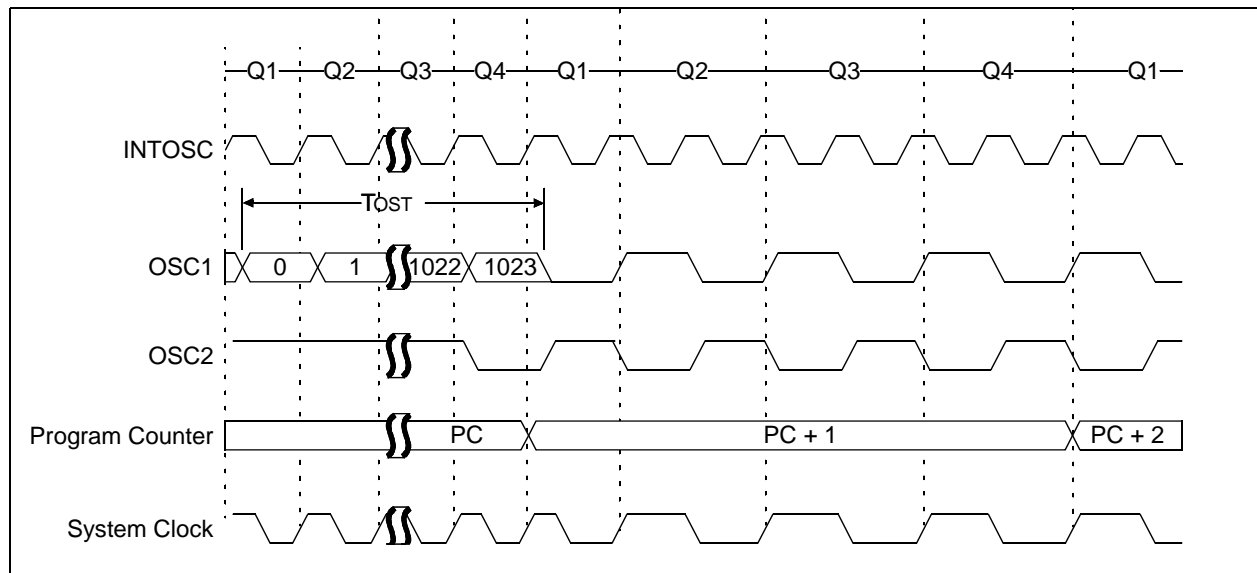 Q1 Q2 Q3 Q4 Q1 Q2 Q3 Q4 Q1
INTOSC
TOST
OSC1 0 1 1022 1023
OSC2
Program Counter PC PC + 1 PC + 2
System Clock